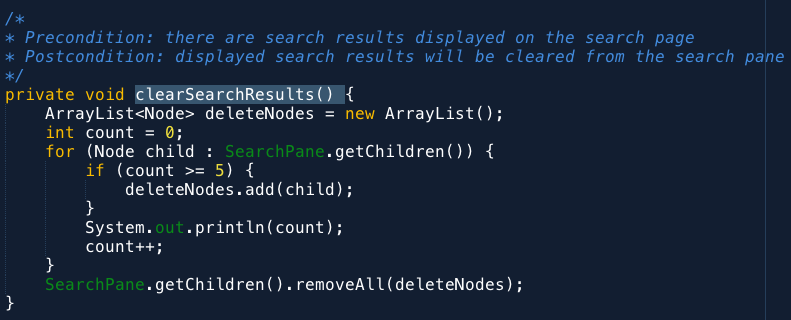 /*
* Precondition: there are search results displayed on the search page
* Postcondition: displayed search results will be cleared from the search pane
*/
private void clearSearchResults() {
    ArrayList<Node> deleteNodes = new ArrayList();
    int count = 0;
    for (Node child : SearchPane.getChildren()) {
        if (count >= 5) {
            deleteNodes.add(child);
        }
        System.out.println(count);
        count++;
    }
    SearchPane.getChildren().removeAll(deleteNodes);
}